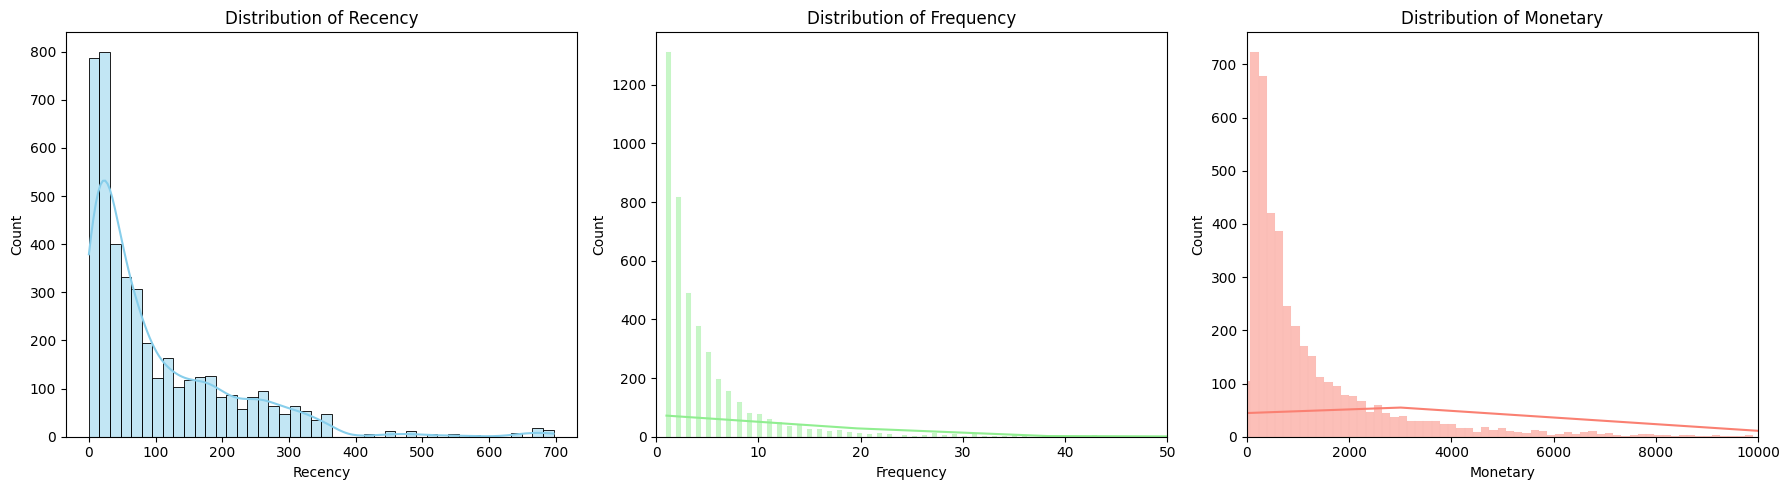 Distribution of Recency
800
700
600
500
400
300
200
100
0
Count
0 100 200 300 400 500 600 700
Recency
Distribution of Frequency
1200
1000
800
600
400
200
0
Count
0 10 20 30 40 50
Frequency
Distribution of Monetary
700
600
500
400
300
200
100
0
Count
0 2000 4000 6000 8000 10000
Monetary